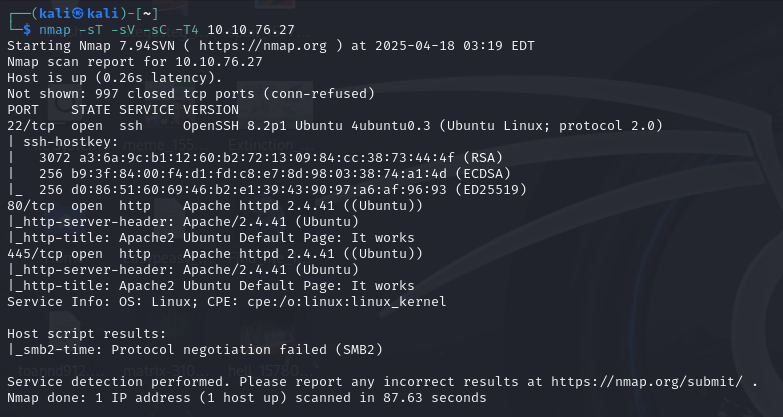 ┌──(kali㉿kali)-[~]
└─$ nmap -sT -sV -sC -T4 10.10.76.27
Starting Nmap 7.94SVN ( https://nmap.org ) at 2025-04-18 03:19 EDT
Nmap scan report for 10.10.76.27
Host is up (0.26s latency).
Not shown: 997 closed tcp ports (conn-refused)
PORT    STATE SERVICE VERSION
22/tcp  open  ssh     OpenSSH 8.2p1 Ubuntu 4ubuntu0.3 (Ubuntu Linux; protocol 2.0)
| ssh-hostkey:
|   3072 a3:6a:9c:b1:12:60:b2:72:13:09:84:cc:38:73:44:4f (RSA)
|   256 b9:3f:84:00:f4:d1:fd:c8:e7:8d:98:03:38:74:a1:4d (ECDSA)
|_  256 d0:86:51:60:69:46:b2:e1:39:43:90:97:a6:af:96:93 (ED25519)
80/tcp  open  http    Apache httpd 2.4.41 ((Ubuntu))
|_http-server-header: Apache/2.4.41 (Ubuntu)
|_http-title: Apache2 Ubuntu Default Page: It works
445/tcp open  http    Apache httpd 2.4.41 ((Ubuntu))
|_http-server-header: Apache/2.4.41 (Ubuntu)
|_http-title: Apache2 Ubuntu Default Page: It works
Service Info: OS: Linux; CPE: cpe:/o:linux:linux_kernel

Host script results:
|_smb2-time: Protocol negotiation failed (SMB2)

Service detection performed. Please report any incorrect results at https://nmap.org/submit/ .
Nmap done: 1 IP address (1 host up) scanned in 87.63 seconds